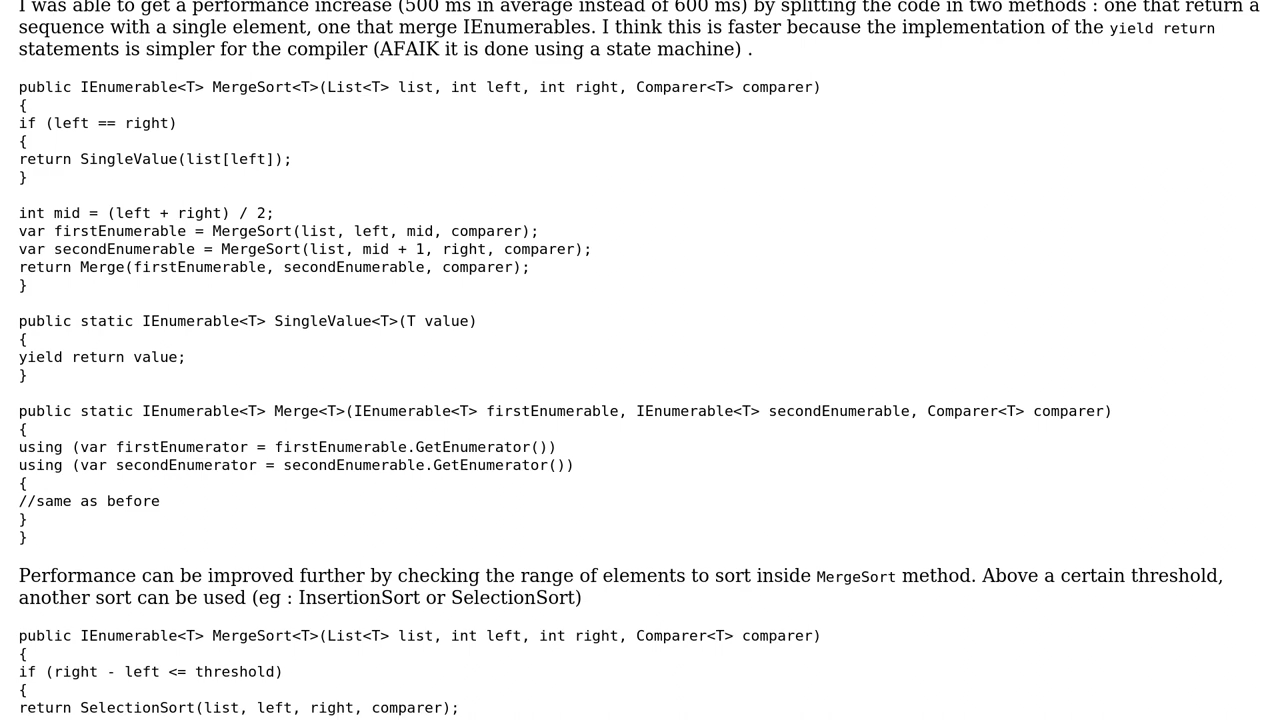 I was able to get a performance increase (500 ms in average instead of 600 ms) by splitting the code in two methods : one that return a
sequence with a single element, one that merge IEnumerables. I think this is faster because the implementation of the yield return
statements is simpler for the compiler (AFAIK it is done using a state machine) .
public IEnumerable<T> MergeSort<T>(List<T> list, int left, int right, Comparer<T> comparer)
{
if (left == right)
{
return SingleValue(list[left]);
}
int mid = (left + right) / 2;
var firstEnumerable = MergeSort(list, left, mid, comparer);
var secondEnumerable = MergeSort(list, mid + 1, right, comparer);
return Merge(firstEnumerable, secondEnumerable, comparer);
}
public static IEnumerable<T> SingleValue<T>(T value)
{
yield return value;
}
public static IEnumerable<T> Merge<T>(IEnumerable<T> firstEnumerable, IEnumerable<T> secondEnumerable, Comparer<T> comparer)
{
using (var firstEnumerator = firstEnumerable.GetEnumerator())
using (var secondEnumerator = secondEnumerable.GetEnumerator())
{
//same as before
}
}
Performance can be improved further by checking the range of elements to sort inside MergeSort method. Above a certain threshold,
another sort can be used (eg : InsertionSort or SelectionSort)
public IEnumerable<T> MergeSort<T>(List<T> list, int left, int right, Comparer<T> comparer)
{
if (right - left <= threshold)
{
return SelectionSort(list, left, right, comparer);